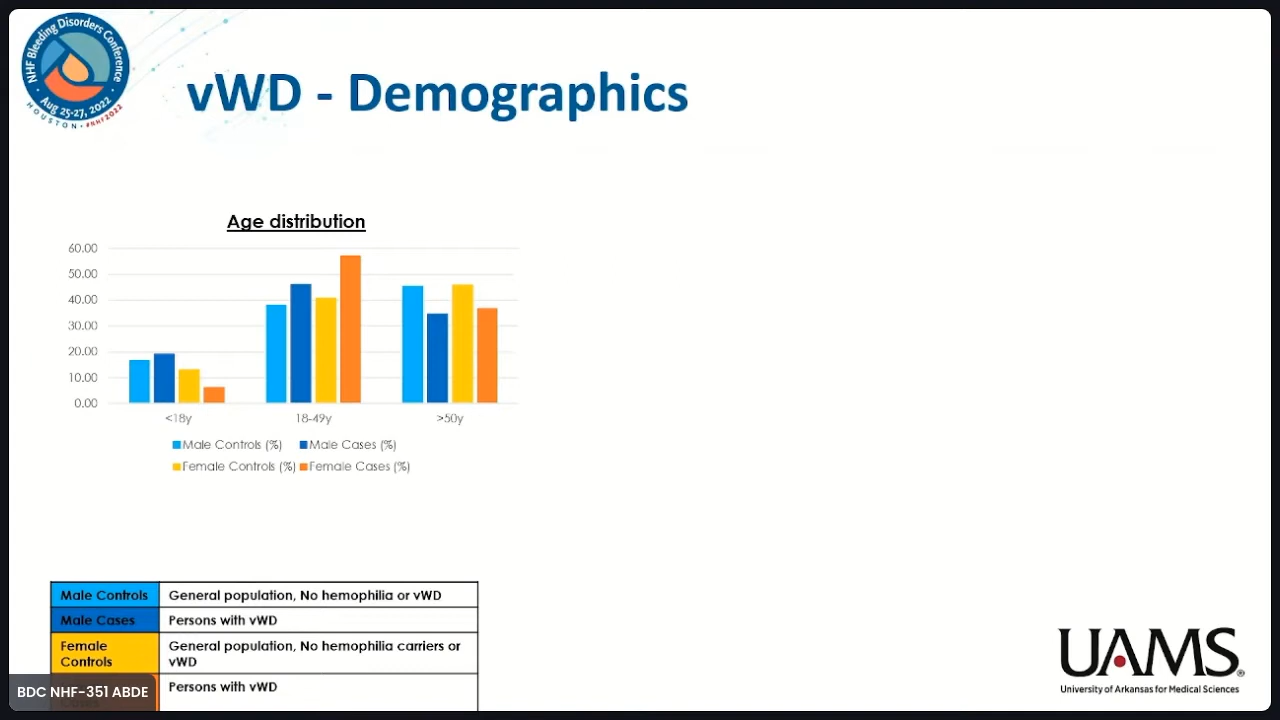 NHF Bleeding Disorders Conference
Aug 25-27, 2022
HOUSTON • #NHF2022
vWD - Demographics
Age distribution
60.00
50.00
40.00
30.00
20.00
10.00
0.00
<18y 18-49y >50y
Male Controls (%) Male Cases (%)
Female Controls (%) Female Cases (%)
Male Controls General population, No hemophilia or vWD
Male Cases Persons with vWD
Female Controls General population, No hemophilia carriers or
vWD
Persons with vWD
BDC NHF-351 ABDE
UAMS®
University of Arkansas for Medical Sciences